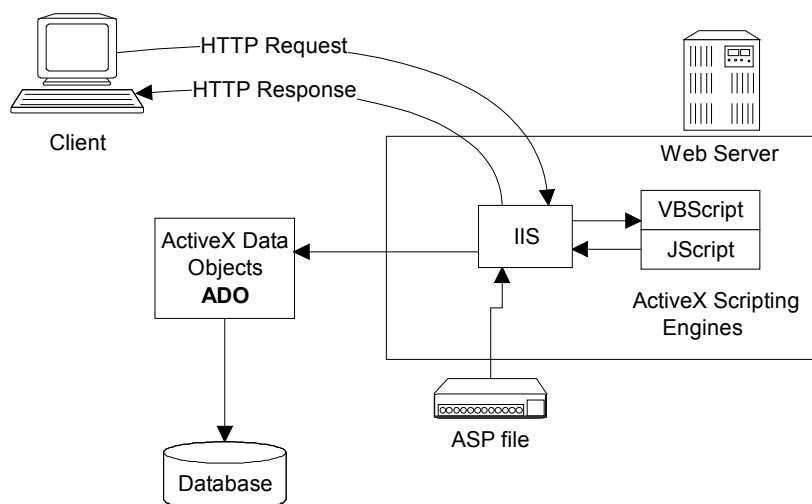 HTTP Request
HTTP Response
Client
Web Server
VBScript
IIS
JScript
ActiveX Data
Objects
ADO
ActiveX Scripting
Engines
ASP file
Database